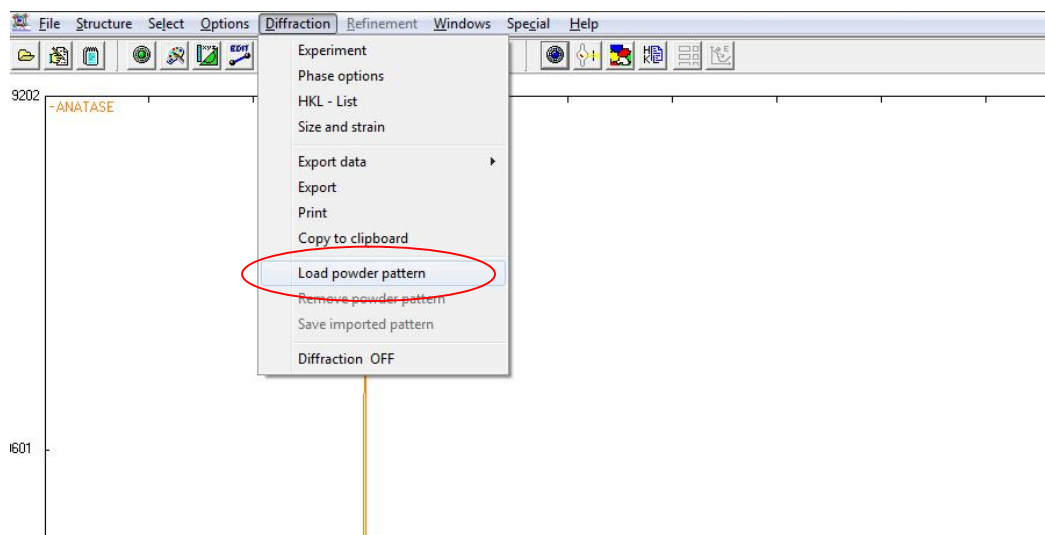 File Structure Select Options Diffraction Refinement Windows Special Help
EDIT
HKL
9202
-ANATASE
Experiment
Phase options
HKL - List
Size and strain
Export data
Export
Print
Copy to clipboard
Load powder pattern
Remove powder pattern
Save imported pattern
Diffraction OFF
601